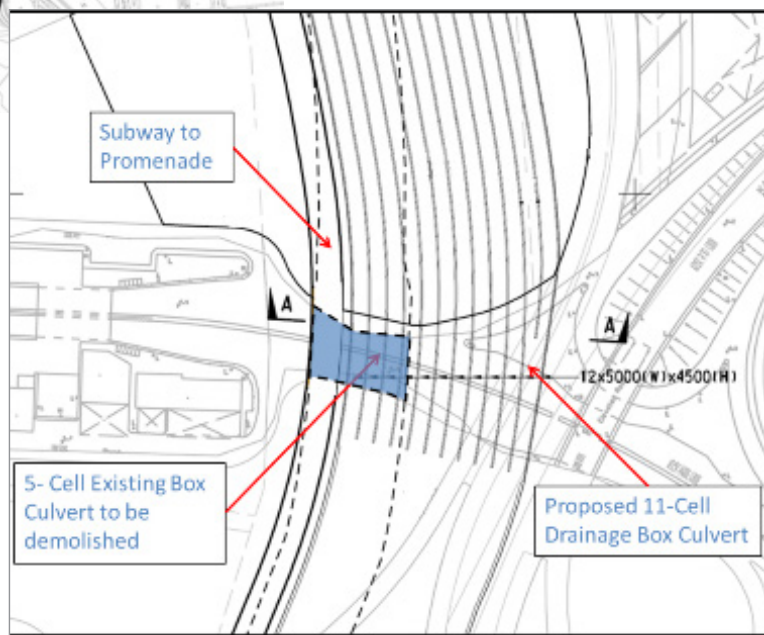 Subway to
Promenade
A
A
12x5000(W)x4500(H)
5- Cell Existing Box
Culvert to be
demolished
Proposed 11-Cell
Drainage Box Culvert